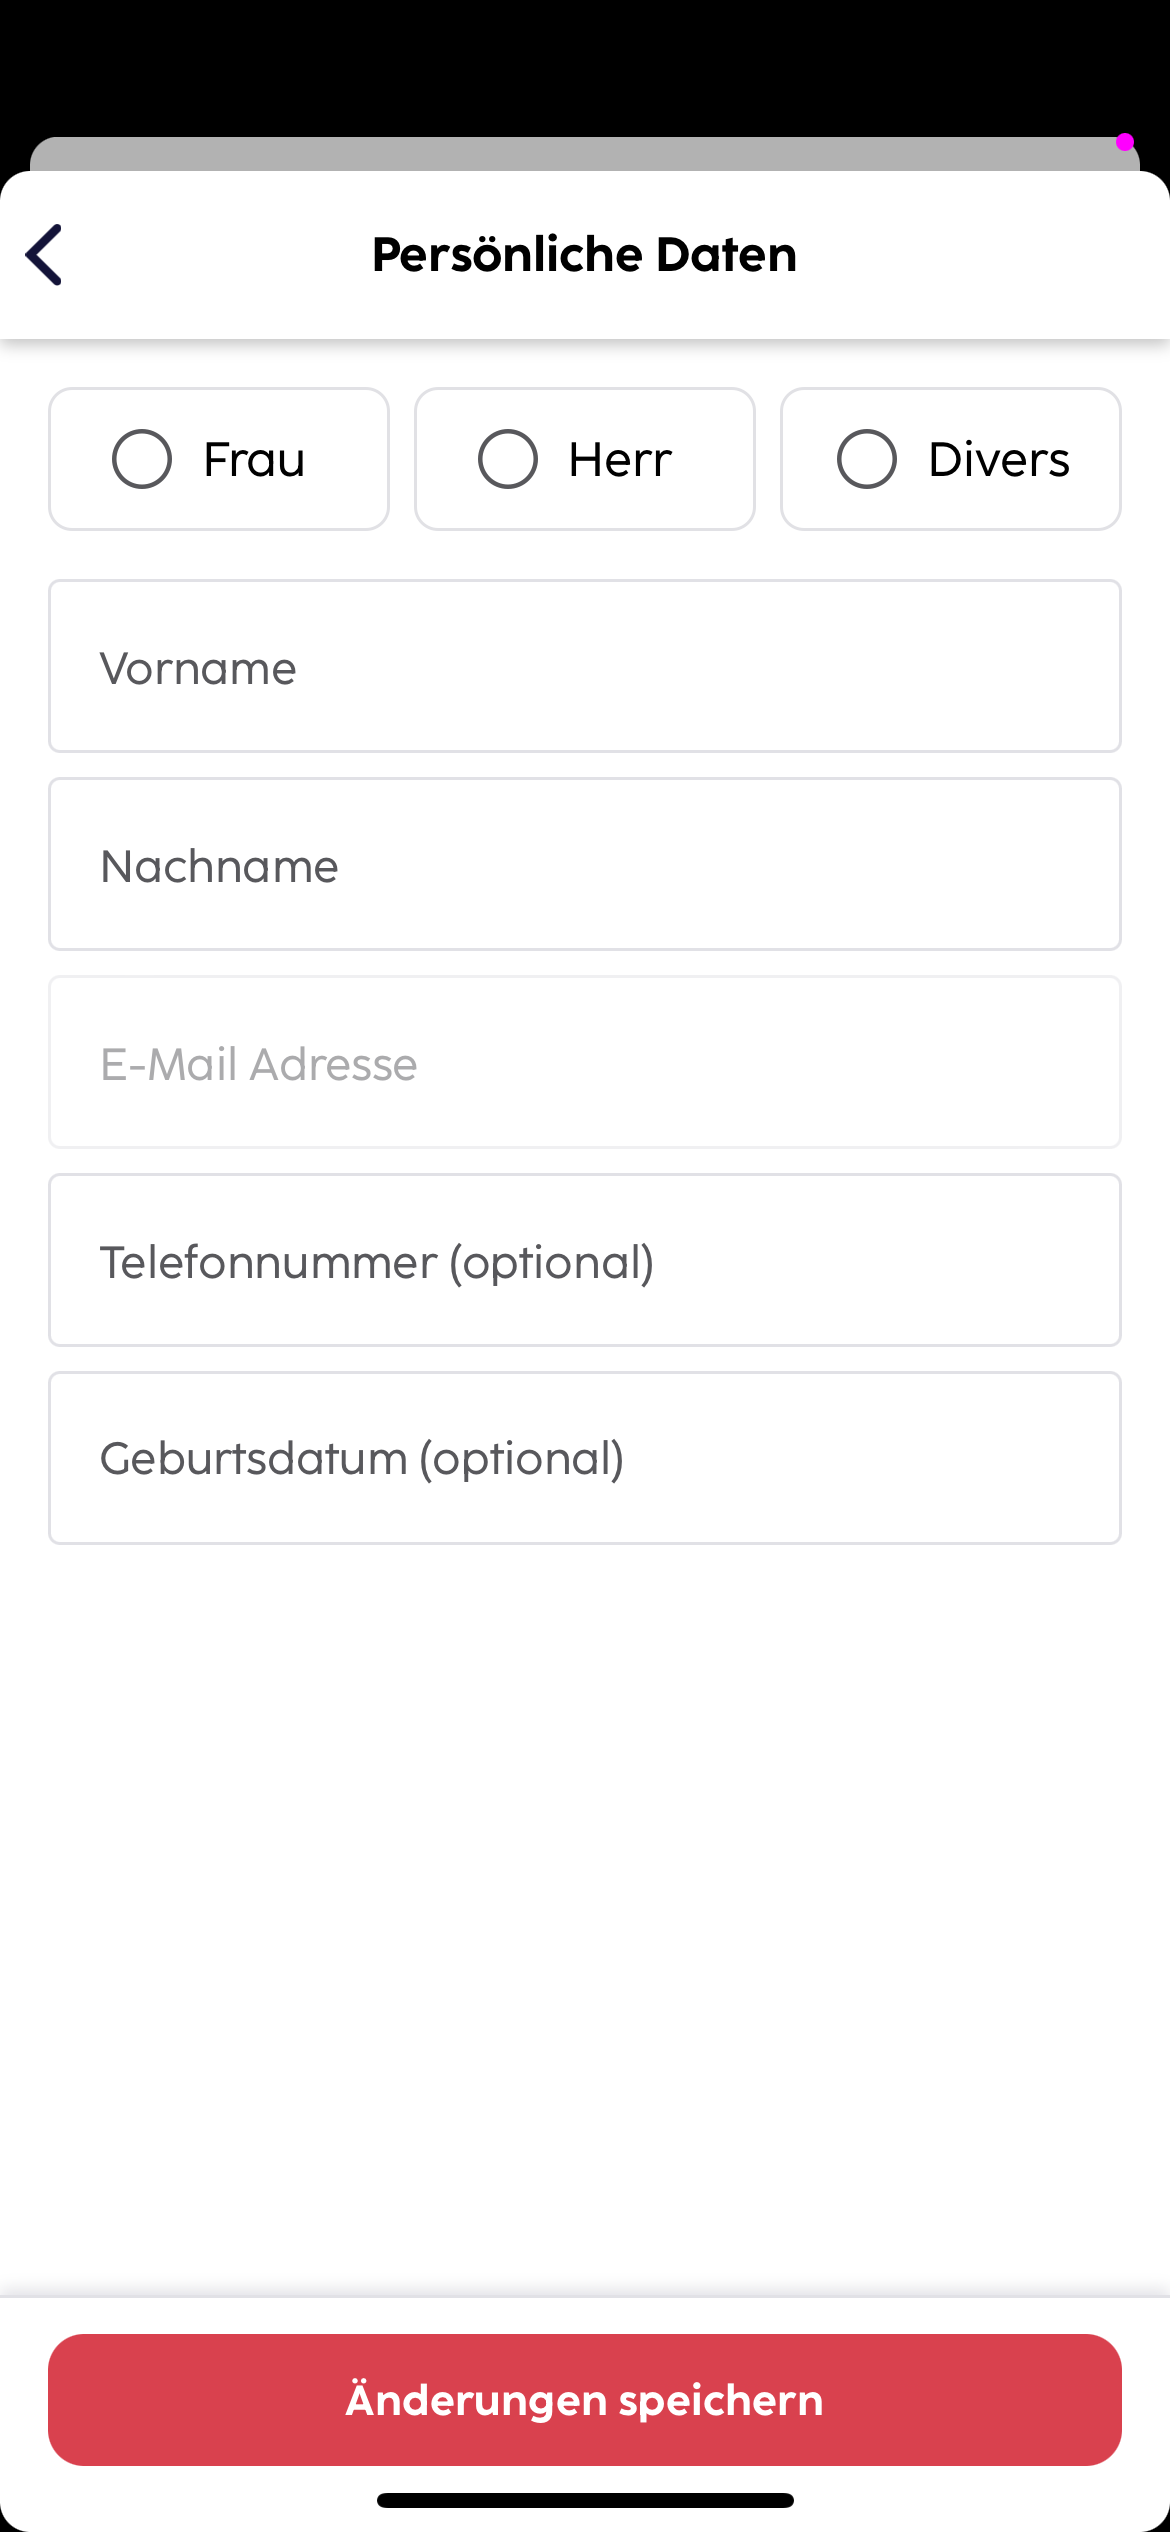 Persönliche Daten
Frau
Herr
Divers
Vorname
Nachname
E-Mail Adresse
Telefonnummer (optional)
Geburtsdatum (optional)
Änderungen speichern